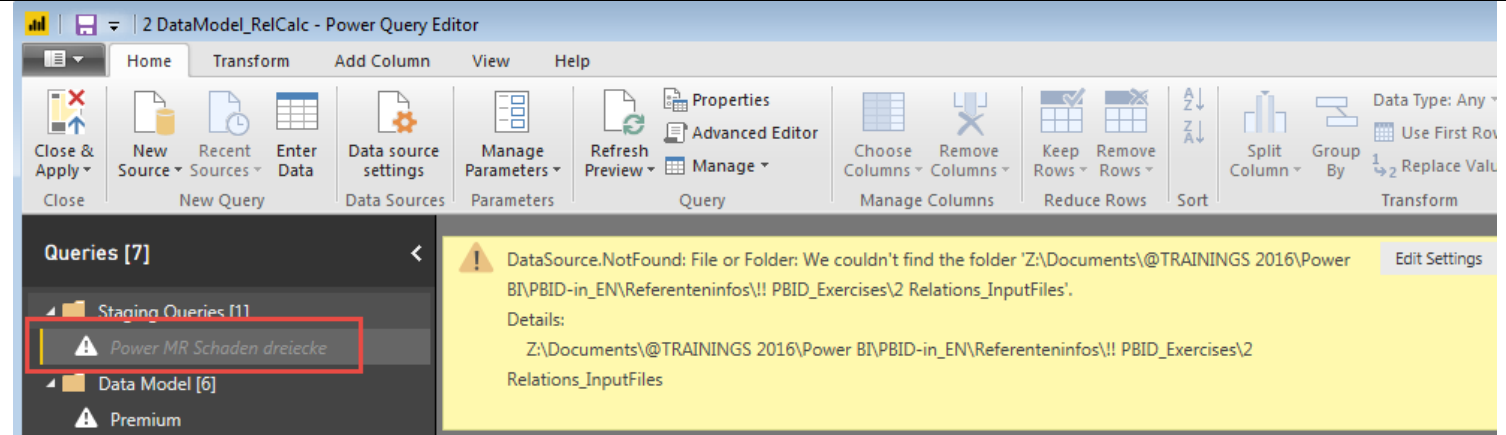 2 DataModel_RelCalc - Power Query Editor
Home Transform Add Column View Help
Close & Apply
New Source
Recent Sources
Enter Data
Data source settings
Manage Parameters
Refresh Preview
Properties
Advanced Editor
Manage
Choose Columns
Remove Columns
Keep Rows
Remove Rows
Split Column
Group By
Data Type: Any
Use First Rov
Replace Valu
Close New Query Data Sources Parameters Query Manage Columns Reduce Rows Sort Transform
Queries [7]
Staging Queries [1]
Power MR Schaden dreiecke
Data Model [6]
Premium
DataSource.NotFound: File or Folder: We couldn't find the folder 'Z:\Documents\@TRAININGS 2016\Power
BI\PBID-in_EN\Referenteninfos\!! PBID_Exercises\2 Relations_InputFiles'.
Details:
Z:\Documents\@TRAININGS 2016\Power BI\PBID-in_EN\Referenteninfos\!! PBID_Exercises\2
Relations_InputFiles
Edit Settings